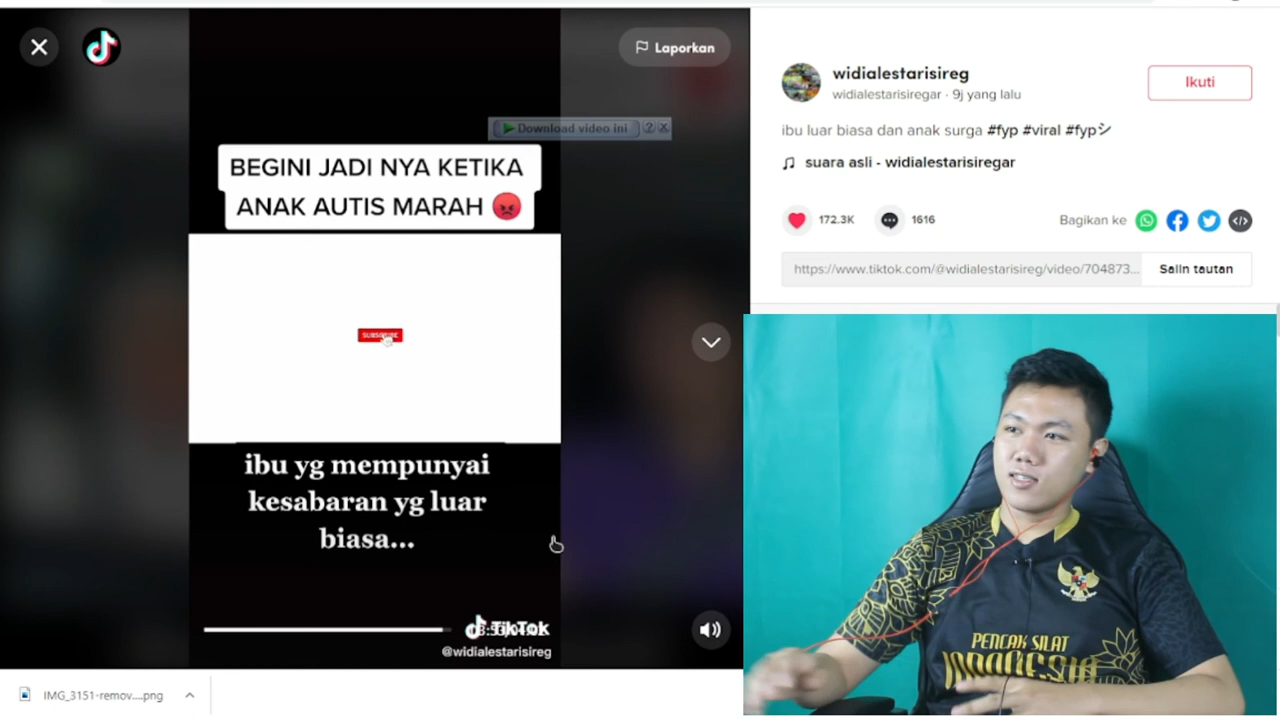 Laporkan
Download video ini
?
BEGINI JADI NYA KETIKA
ANAK AUTIS MARAH
SUBSCRIBE
ibu yg mempunyai
kesabaran yg luar
biasa...
TikTok
@widialestarisireg
IMG_3151-remov....png
widialestarisireg
widialestarisiregar · 9j yang lalu
Ikuti
ibu luar biasa dan anak surga #fyp #viral #fypシ
suara asli - widialestarisiregar
172.3K
1616
Bagikan ke
https://www.tiktok.com/@widialestarisireg/video/704873...
Salin tautan
PENCAK SILAT
INDONESIA